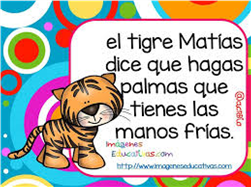 el tigre Matías
dice que hagas
palmas que
tienes las
manos frías.
Imágenes
Educativas.com
http://www.imageneseducativas.com